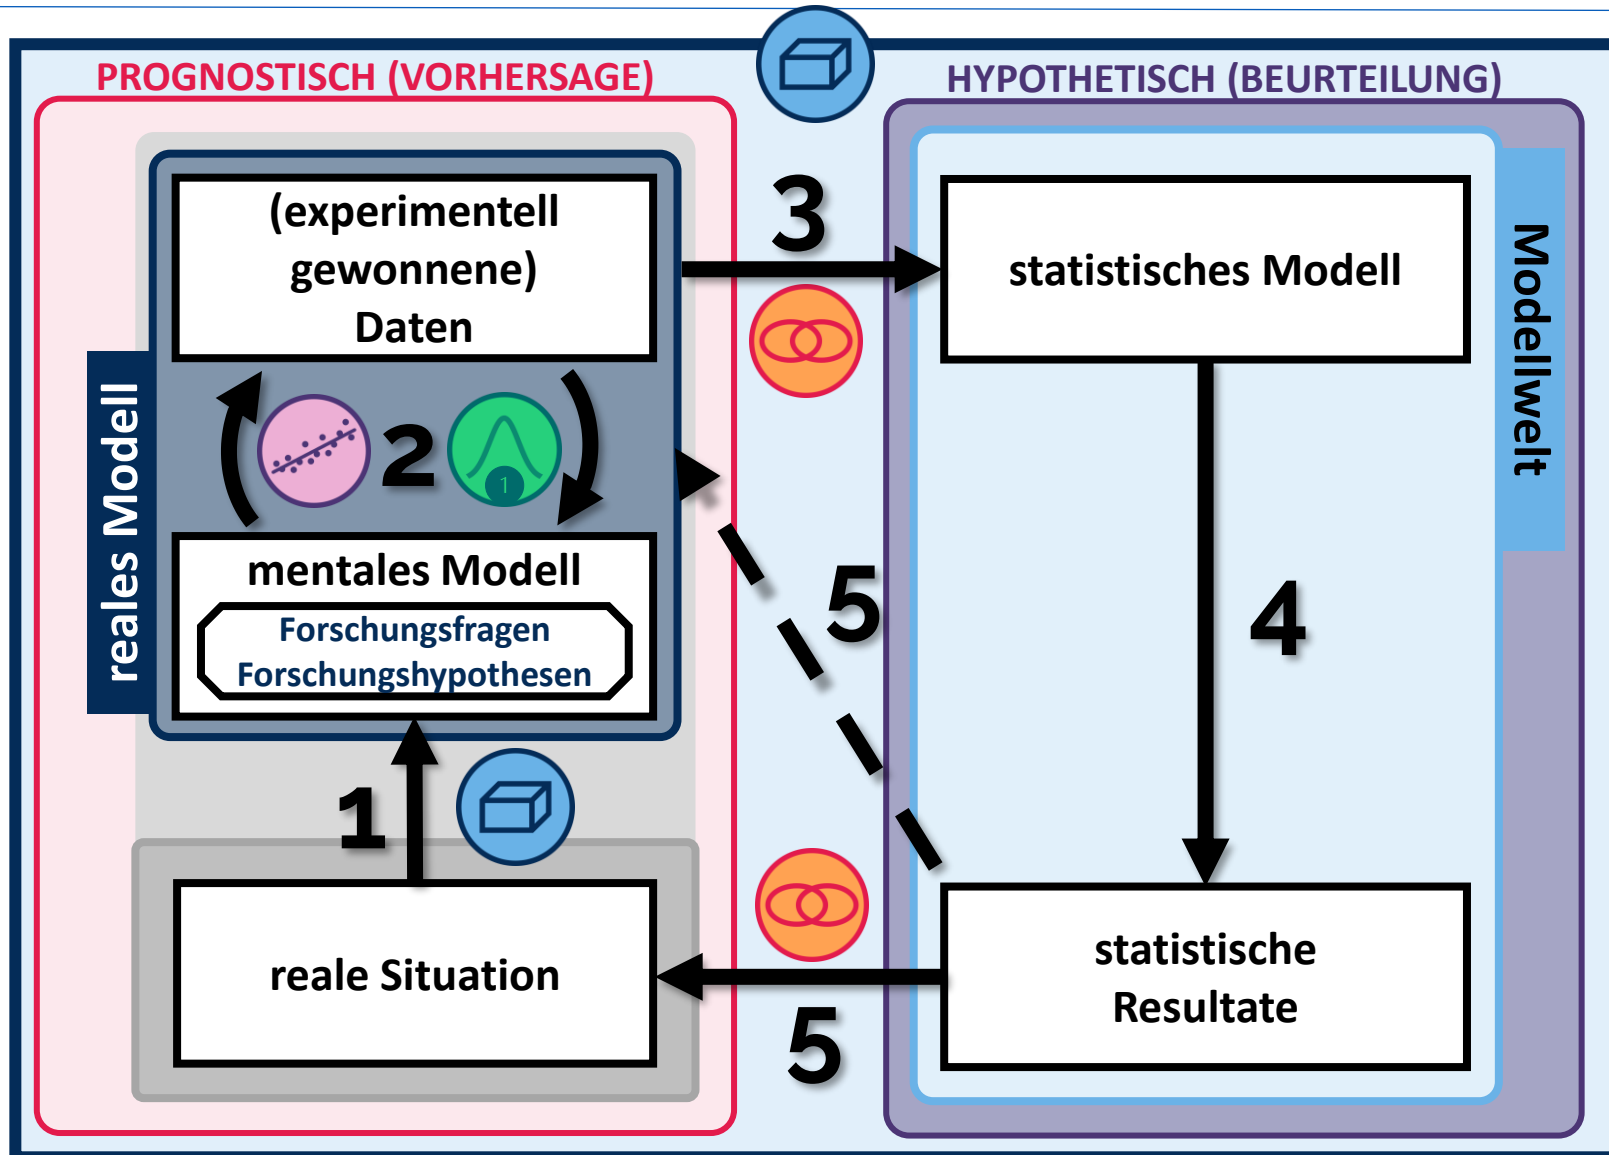 PROGNOSTISCH (VORHERSAGE)
HYPOTHETISCH (BEURTEILUNG)
(experimentell
gewonnene)
Daten
3
statistisches Modell
Modellwelt
reales Modell
2
1
mentales Modell
Forschungsfragen
Forschungshypothesen
5
4
1
reale Situation
5
statistische
Resultate